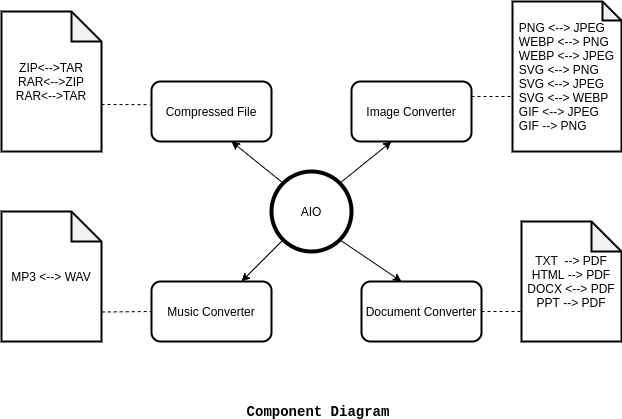 ZIP<-->TAR
RAR<-->ZIP
RAR<-->TAR
Compressed File
Image Converter
PNG <--> JPEG
WEBP <--> PNG
WEBP <--> JPEG
SVG <--> PNG
SVG <--> JPEG
SVG <--> WEBP
GIF <--> JPEG
GIF --> PNG
AIO
MP3 <--> WAV
Music Converter
Document Converter
TXT  --> PDF
HTML --> PDF
DOCX <--> PDF
PPT --> PDF
Component Diagram